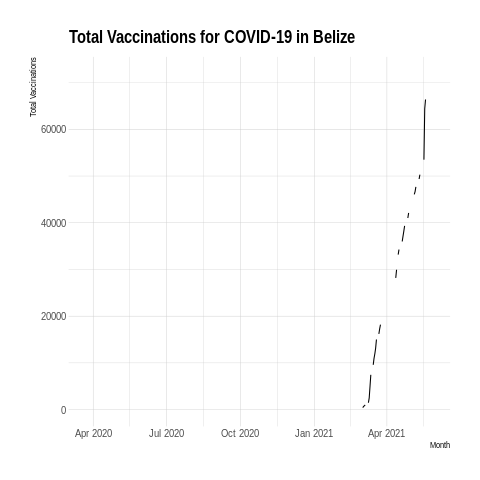 Total Vaccinations for COVID-19 in Belize
Total Vaccinations
60000
40000
20000
0
Apr 2020 Jul 2020 Oct 2020 Jan 2021 Apr 2021
Month